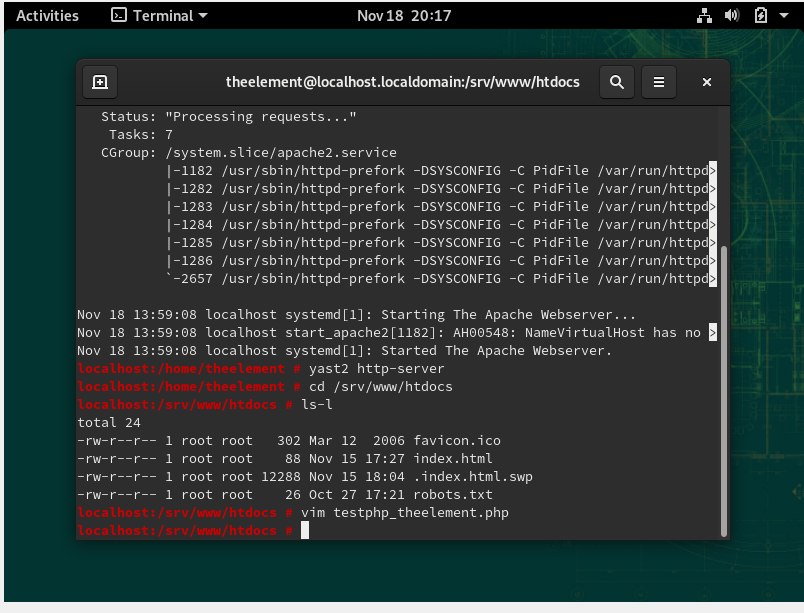 Activities Terminal Nov 18 20:17
theelement@localhost.localdomain:/srv/www/htdocs
Status: "Processing requests..."
Tasks: 7
CGroup: /system.slice/apache2.service
|-1182 /usr/sbin/httpd-prefork -DSYSCONFIG -C PidFile /var/run/httpd>
|-1282 /usr/sbin/httpd-prefork -DSYSCONFIG -C PidFile /var/run/httpd>
|-1283 /usr/sbin/httpd-prefork -DSYSCONFIG -C PidFile /var/run/httpd>
|-1284 /usr/sbin/httpd-prefork -DSYSCONFIG -C PidFile /var/run/httpd>
|-1285 /usr/sbin/httpd-prefork -DSYSCONFIG -C PidFile /var/run/httpd>
|-1286 /usr/sbin/httpd-prefork -DSYSCONFIG -C PidFile /var/run/httpd>
`-2657 /usr/sbin/httpd-prefork -DSYSCONFIG -C PidFile /var/run/httpd>
Nov 18 13:59:08 localhost systemd[1]: Starting The Apache Webserver...
Nov 18 13:59:08 localhost start_apache2[1182]: AH00548: NameVirtualHost has no >
Nov 18 13:59:08 localhost systemd[1]: Started The Apache Webserver.
localhost:/home/theelement # yast2 http-server
localhost:/home/theelement # cd /srv/www/htdocs
localhost:/srv/www/htdocs # ls-l
total 24
-rw-r--r-- 1 root root 302 Mar 12 2006 favicon.ico
-rw-r--r-- 1 root root 88 Nov 15 17:27 index.html
-rw-r--r-- 1 root root 12288 Nov 15 18:04 .index.html.swp
-rw-r--r-- 1 root root 26 Oct 27 17:21 robots.txt
localhost:/srv/www/htdocs # vim testphp_theelement.php
localhost:/srv/www/htdocs #